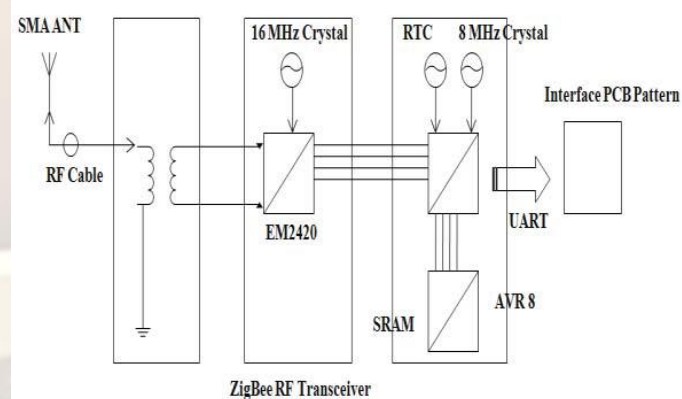 SMA ANT
16 MHz Crystal
RTC
8 MHz Crystal
Interface PCB Pattern
RF Cable
EM2420
UART
SRAM
AVR 8
ZigBee RF Transceiver